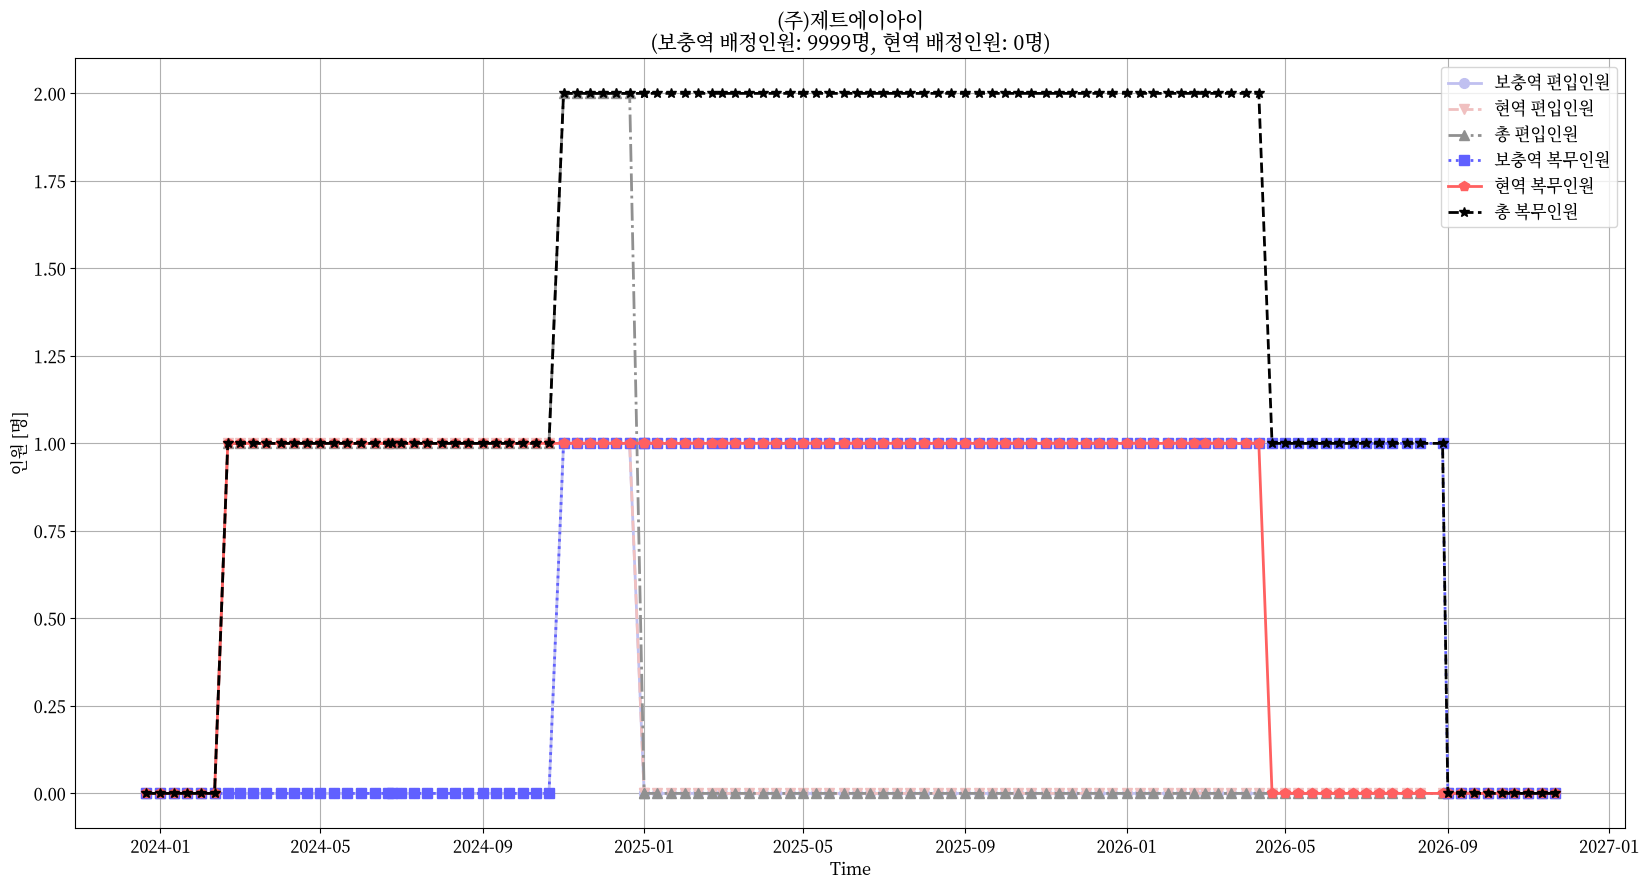 (주)제트에이아이
(보충역 배정인원: 9999명, 현역 배정인원: 0명)
보충역 편입인원
현역 편입인원
총 편입인원
보충역 복무인원
현역 복무인원
총 복무인원
인원 [명]
2.00
1.75
1.50
1.25
1.00
0.75
0.50
0.25
0.00
2024-01 2024-05 2024-09 2025-01 2025-05 2025-09 2026-01 2026-05 2026-09 2027-01
Time